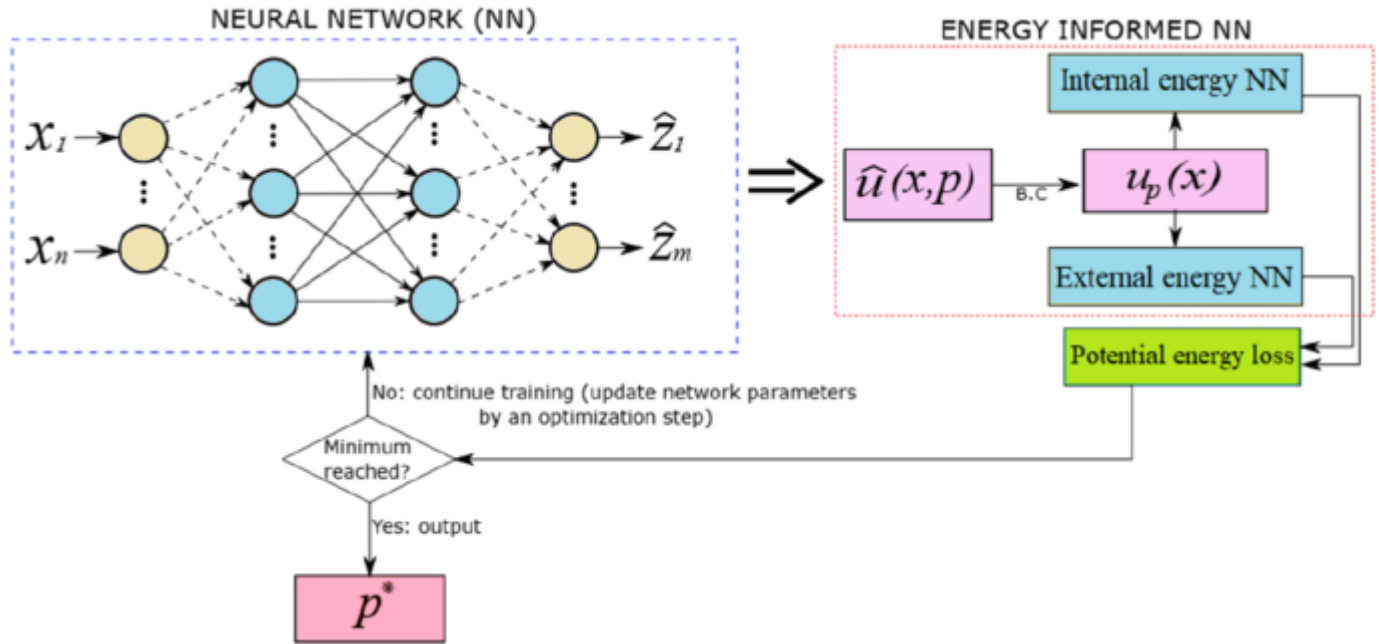 NEURAL NETWORK (NN)
x₁
xₙ
ẑ₁
ẑₘ
ENERGY INFORMED NN
Internal energy NN
û(x,p)
B.C
uₚ(x)
External energy NN
Potential energy loss
No: continue training (update network parameters
by an optimization step)
Minimum
reached?
Yes: output
p*